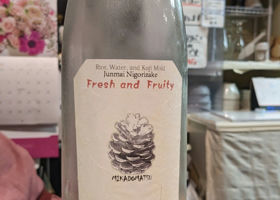 Rice, Water, and Koji Mold
Junmai Nigorizake
Fresh and Fruity
MIKADOMATSU